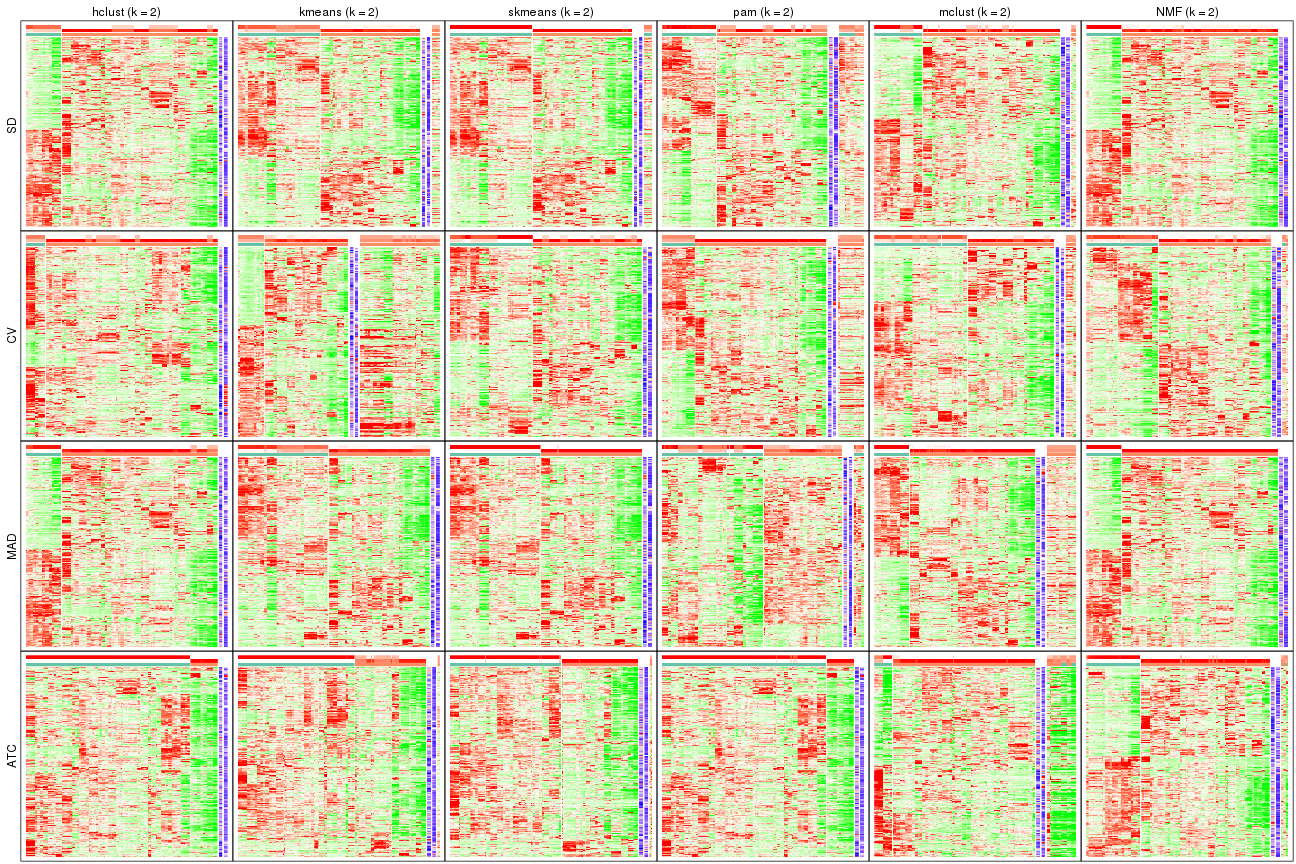 hclust (k = 2) kmeans (k = 2) skmeans (k = 2) pam (k = 2) mclust (k = 2) NMF (k = 2)
SD
CV
MAD
ATC